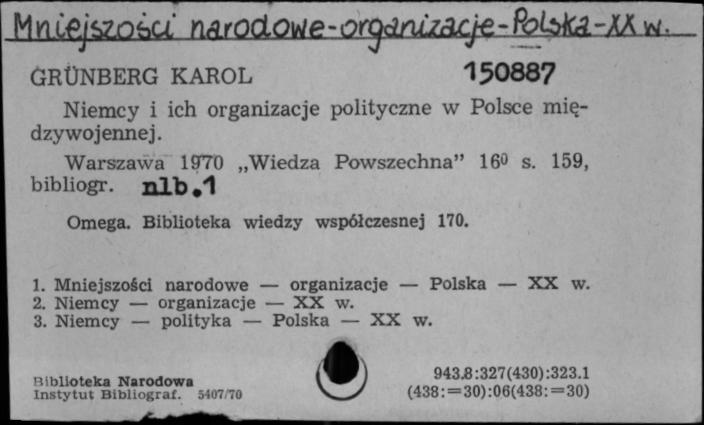 Mniejszości narodowe-organizacje-Polska-XX w.
GRÜNBERG KAROL 150887
Niemcy i ich organizacje polityczne w Polsce mię-
dzywojennej.
Warszawa 1970 „Wiedza Powszechna” 16⁰ s. 159,
bibliogr. nlb.1
Omega. Biblioteka wiedzy współczesnej 170.
1. Mniejszości narodowe — organizacje — Polska — XX w.
2. Niemcy — organizacje — XX w.
3. Niemcy — polityka — Polska — XX w.
Biblioteka Narodowa 943.8:327(430):323.1
Instytut Bibliograf. 5407/70 (438:=30):06(438:=30)